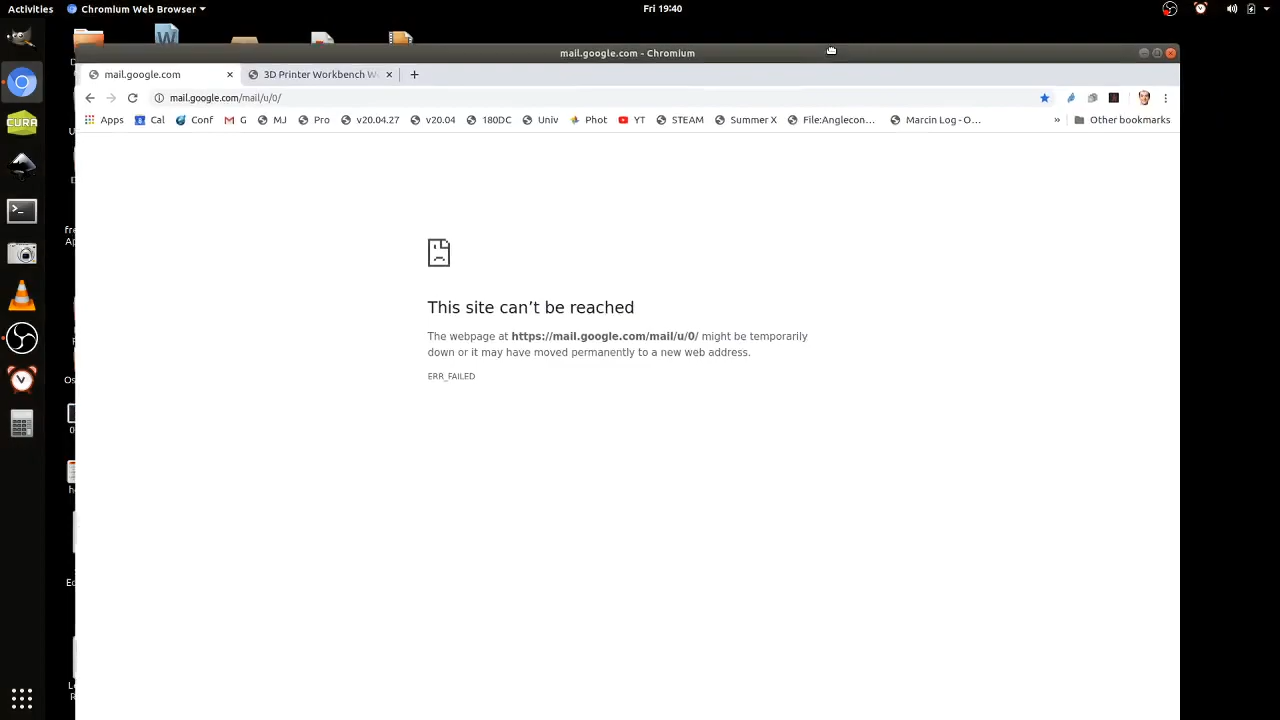 Activities
Chromium Web Browser
Fri 19:40
mail.google.com - Chromium
mail.google.com
3D Printer Workbench W
mail.google.com/mail/u/0/
Apps Cal Conf G MJ Pro v20.04.27 v20.04 180DC Univ Phot YT STEAM Summer X File:Anglecon... Marcin Log - O... » Other bookmarks
CURA
This site can’t be reached
The webpage at https://mail.google.com/mail/u/0/ might be temporarily
down or it may have moved permanently to a new web address.
ERR_FAILED